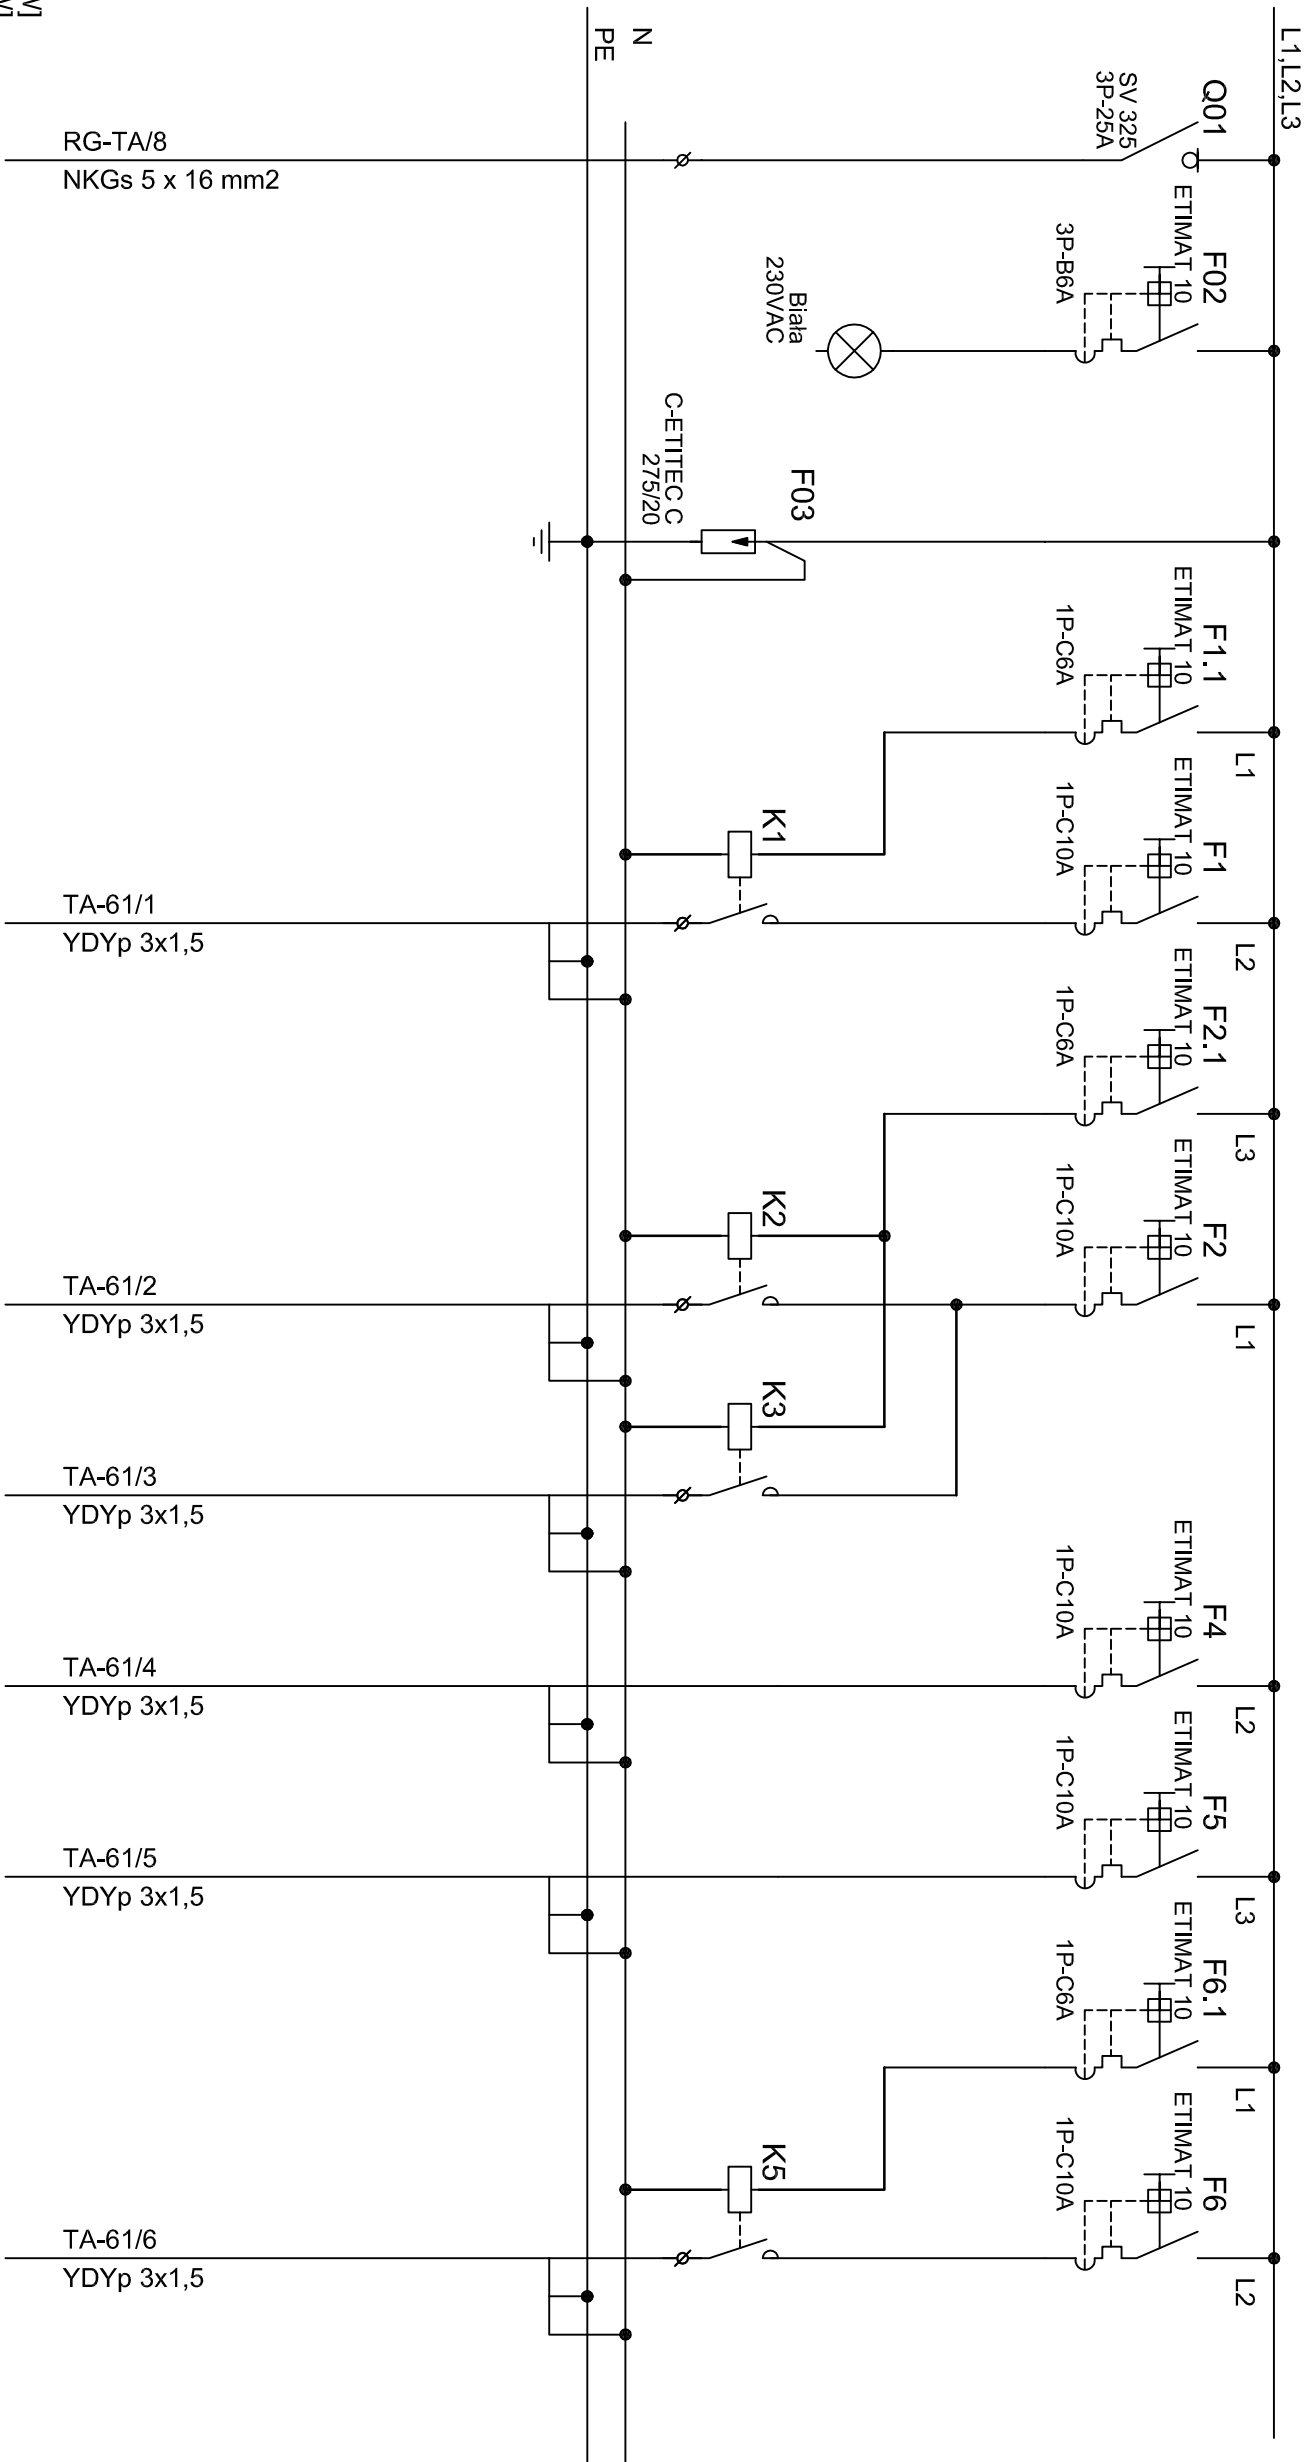 L1,L2,L3
N
PE
Q01
SV 325
3P-25A
RG-TA/8
NKGs 5 x 16 mm2
F02
ETIMAT 10
3P-B6A
Biała
230VAC
F03
C-ETITEC C
275/20
F1.1
ETIMAT 10
1P-C6A
L1
K1
F1
ETIMAT 10
1P-C10A
L2
TA-61/1
YDYp 3x1,5
F2.1
ETIMAT 10
1P-C6A
L3
K2
F2
ETIMAT 10
1P-C10A
L1
TA-61/2
YDYp 3x1,5
K3
TA-61/3
YDYp 3x1,5
F4
ETIMAT 10
1P-C10A
L2
TA-61/4
YDYp 3x1,5
F5
ETIMAT 10
1P-C10A
L3
TA-61/5
YDYp 3x1,5
F6.1
ETIMAT 10
1P-C6A
L1
K5
F6
ETIMAT 10
1P-C10A
L2
TA-61/6
YDYp 3x1,5